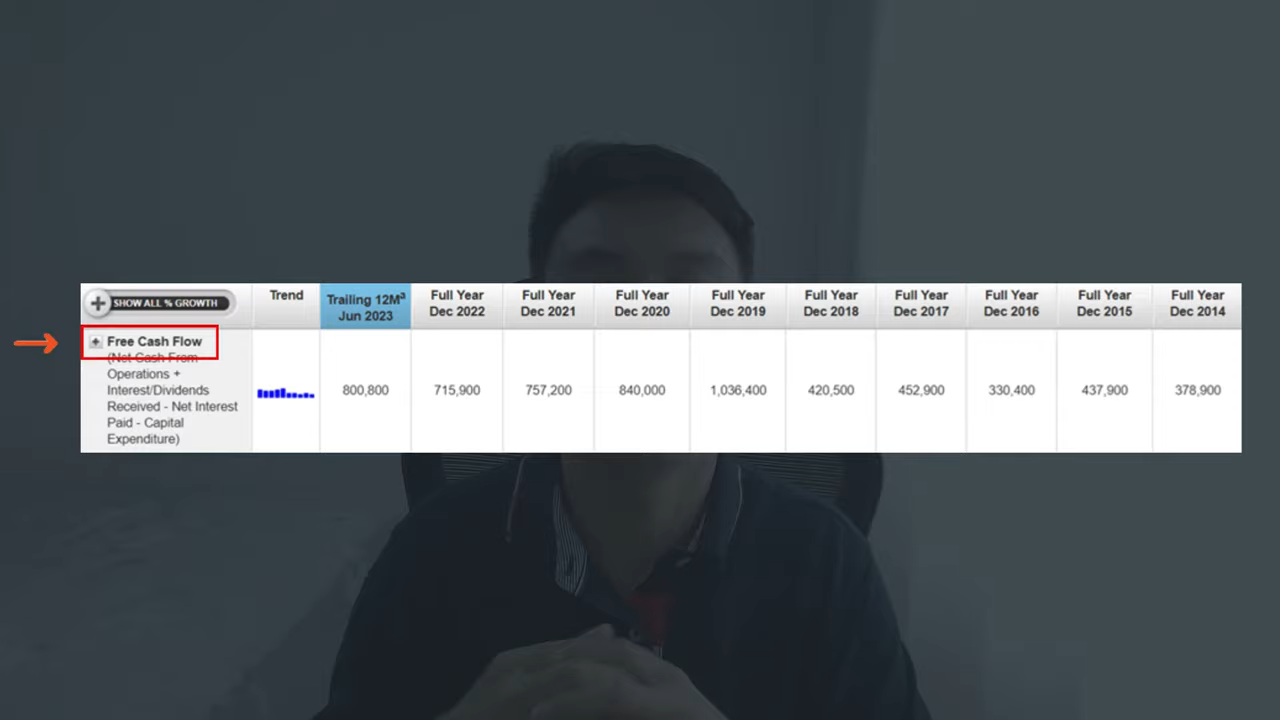 SHOW ALL % GROWTH
Trend
Trailing 12Mª
Jun 2023
Full Year
Dec 2022
Full Year
Dec 2021
Full Year
Dec 2020
Full Year
Dec 2019
Full Year
Dec 2018
Full Year
Dec 2017
Full Year
Dec 2016
Full Year
Dec 2015
Full Year
Dec 2014
Free Cash Flow
(Net Cash From
Operations +
Interest/Dividends
Received - Net Interest
Paid - Capital
Expenditure)
800,800
715,900
757,200
840,000
1,036,400
420,500
452,900
330,400
437,900
378,900